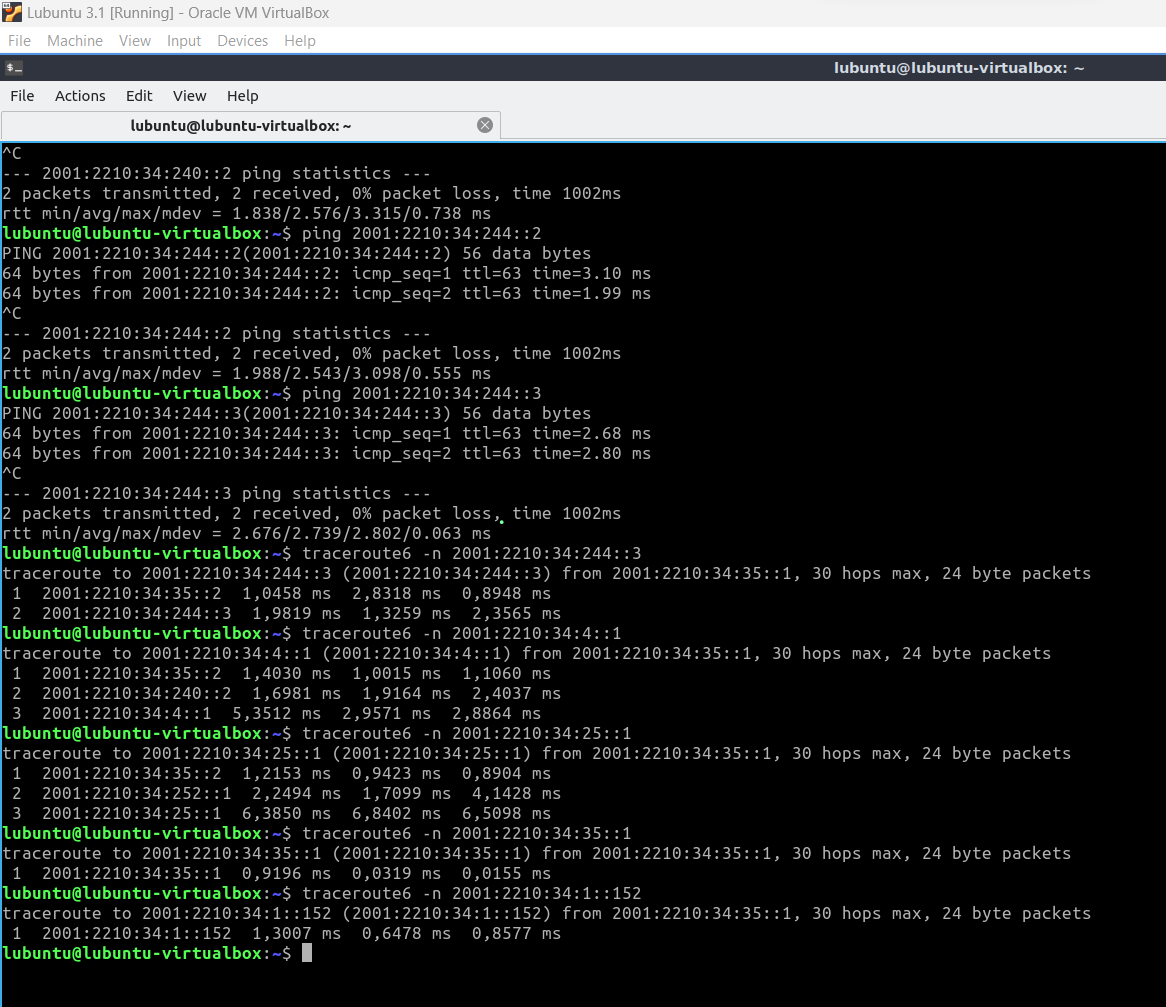 Lubuntu 3.1 [Running] - Oracle VM VirtualBox
File Machine View Input Devices Help
lubuntu@lubuntu-virtualbox: ~
File Actions Edit View Help
lubuntu@lubuntu-virtualbox: ~
^C
--- 2001:2210:34:240::2 ping statistics ---
2 packets transmitted, 2 received, 0% packet loss, time 1002ms
rtt min/avg/max/mdev = 1.838/2.576/3.315/0.738 ms
lubuntu@lubuntu-virtualbox:~$ ping 2001:2210:34:244::2
PING 2001:2210:34:244::2(2001:2210:34:244::2) 56 data bytes
64 bytes from 2001:2210:34:244::2: icmp_seq=1 ttl=63 time=3.10 ms
64 bytes from 2001:2210:34:244::2: icmp_seq=2 ttl=63 time=1.99 ms
^C
--- 2001:2210:34:244::2 ping statistics ---
2 packets transmitted, 2 received, 0% packet loss, time 1002ms
rtt min/avg/max/mdev = 1.988/2.543/3.098/0.555 ms
lubuntu@lubuntu-virtualbox:~$ ping 2001:2210:34:244::3
PING 2001:2210:34:244::3(2001:2210:34:244::3) 56 data bytes
64 bytes from 2001:2210:34:244::3: icmp_seq=1 ttl=63 time=2.68 ms
64 bytes from 2001:2210:34:244::3: icmp_seq=2 ttl=63 time=2.80 ms
^C
--- 2001:2210:34:244::3 ping statistics ---
2 packets transmitted, 2 received, 0% packet loss, time 1002ms
rtt min/avg/max/mdev = 2.676/2.739/2.802/0.063 ms
lubuntu@lubuntu-virtualbox:~$ traceroute6 -n 2001:2210:34:244::3
traceroute to 2001:2210:34:244::3 (2001:2210:34:244::3) from 2001:2210:34:35::1, 30 hops max, 24 byte packets
1 2001:2210:34:35::2 1,0458 ms 2,8318 ms 0,8948 ms
2 2001:2210:34:244::3 1,9819 ms 1,3259 ms 2,3565 ms
lubuntu@lubuntu-virtualbox:~$ traceroute6 -n 2001:2210:34:4::1
traceroute to 2001:2210:34:4::1 (2001:2210:34:4::1) from 2001:2210:34:35::1, 30 hops max, 24 byte packets
1 2001:2210:34:35::2 1,4030 ms 1,0015 ms 1,1060 ms
2 2001:2210:34:240::2 1,6981 ms 1,9164 ms 2,4037 ms
3 2001:2210:34:4::1 5,3512 ms 2,9571 ms 2,8864 ms
lubuntu@lubuntu-virtualbox:~$ traceroute6 -n 2001:2210:34:25::1
traceroute to 2001:2210:34:25::1 (2001:2210:34:25::1) from 2001:2210:34:35::1, 30 hops max, 24 byte packets
1 2001:2210:34:35::2 1,2153 ms 0,9423 ms 0,8904 ms
2 2001:2210:34:252::1 2,2494 ms 1,7099 ms 4,1428 ms
3 2001:2210:34:25::1 6,3850 ms 6,8402 ms 6,5098 ms
lubuntu@lubuntu-virtualbox:~$ traceroute6 -n 2001:2210:34:35::1
traceroute to 2001:2210:34:35::1 (2001:2210:34:35::1) from 2001:2210:34:35::1, 30 hops max, 24 byte packets
1 2001:2210:34:35::1 0,9196 ms 0,0319 ms 0,0155 ms
lubuntu@lubuntu-virtualbox:~$ traceroute6 -n 2001:2210:34:1::152
traceroute to 2001:2210:34:1::152 (2001:2210:34:1::152) from 2001:2210:34:35::1, 30 hops max, 24 byte packets
1 2001:2210:34:1::152 1,3007 ms 0,6478 ms 0,8577 ms
lubuntu@lubuntu-virtualbox:~$